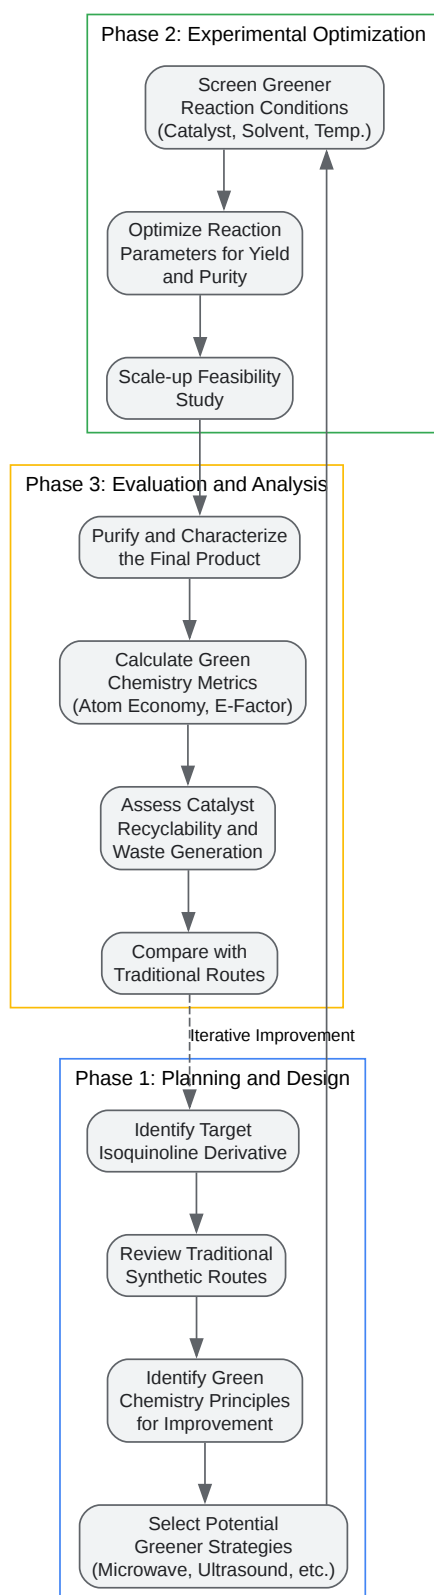 Phase 2: Experimental Optimization
Screen Greener
Reaction Conditions
(Catalyst, Solvent, Temp.)
Optimize Reaction
Parameters for Yield
and Purity
Scale-up Feasibility
Study
Phase 3: Evaluation and Analysis
Purify and Characterize
the Final Product
Calculate Green
Chemistry Metrics
(Atom Economy, E-Factor)
Assess Catalyst
Recyclability and
Waste Generation
Compare with
Traditional Routes
Iterative Improvement
Phase 1: Planning and Design
Identify Target
Isoquinoline Derivative
Review Traditional
Synthetic Routes
Identify Green
Chemistry Principles
for Improvement
Select Potential
Greener Strategies
(Microwave, Ultrasound, etc.)